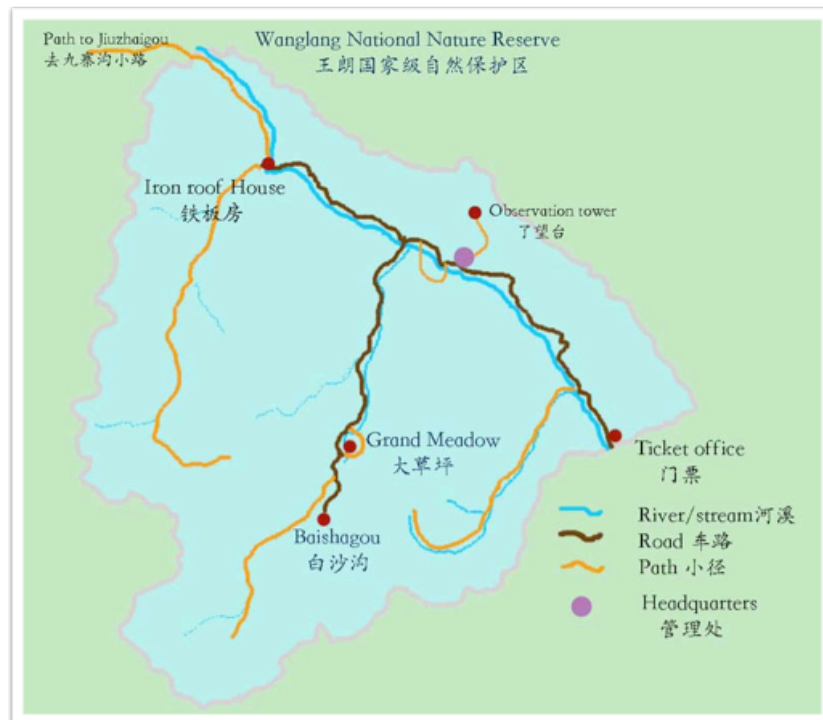 Path to Jiuzhaigou
去九寨沟小路
Wanglang National Nature Reserve
王朗国家级自然保护区
Iron roof House
铁板房
Observation tower
了望台
Grand Meadow
大草坪
Ticket office
门票
Baishagou
白沙沟
River/stream河溪
Road 车路
Path 小径
Headquarters
管理处